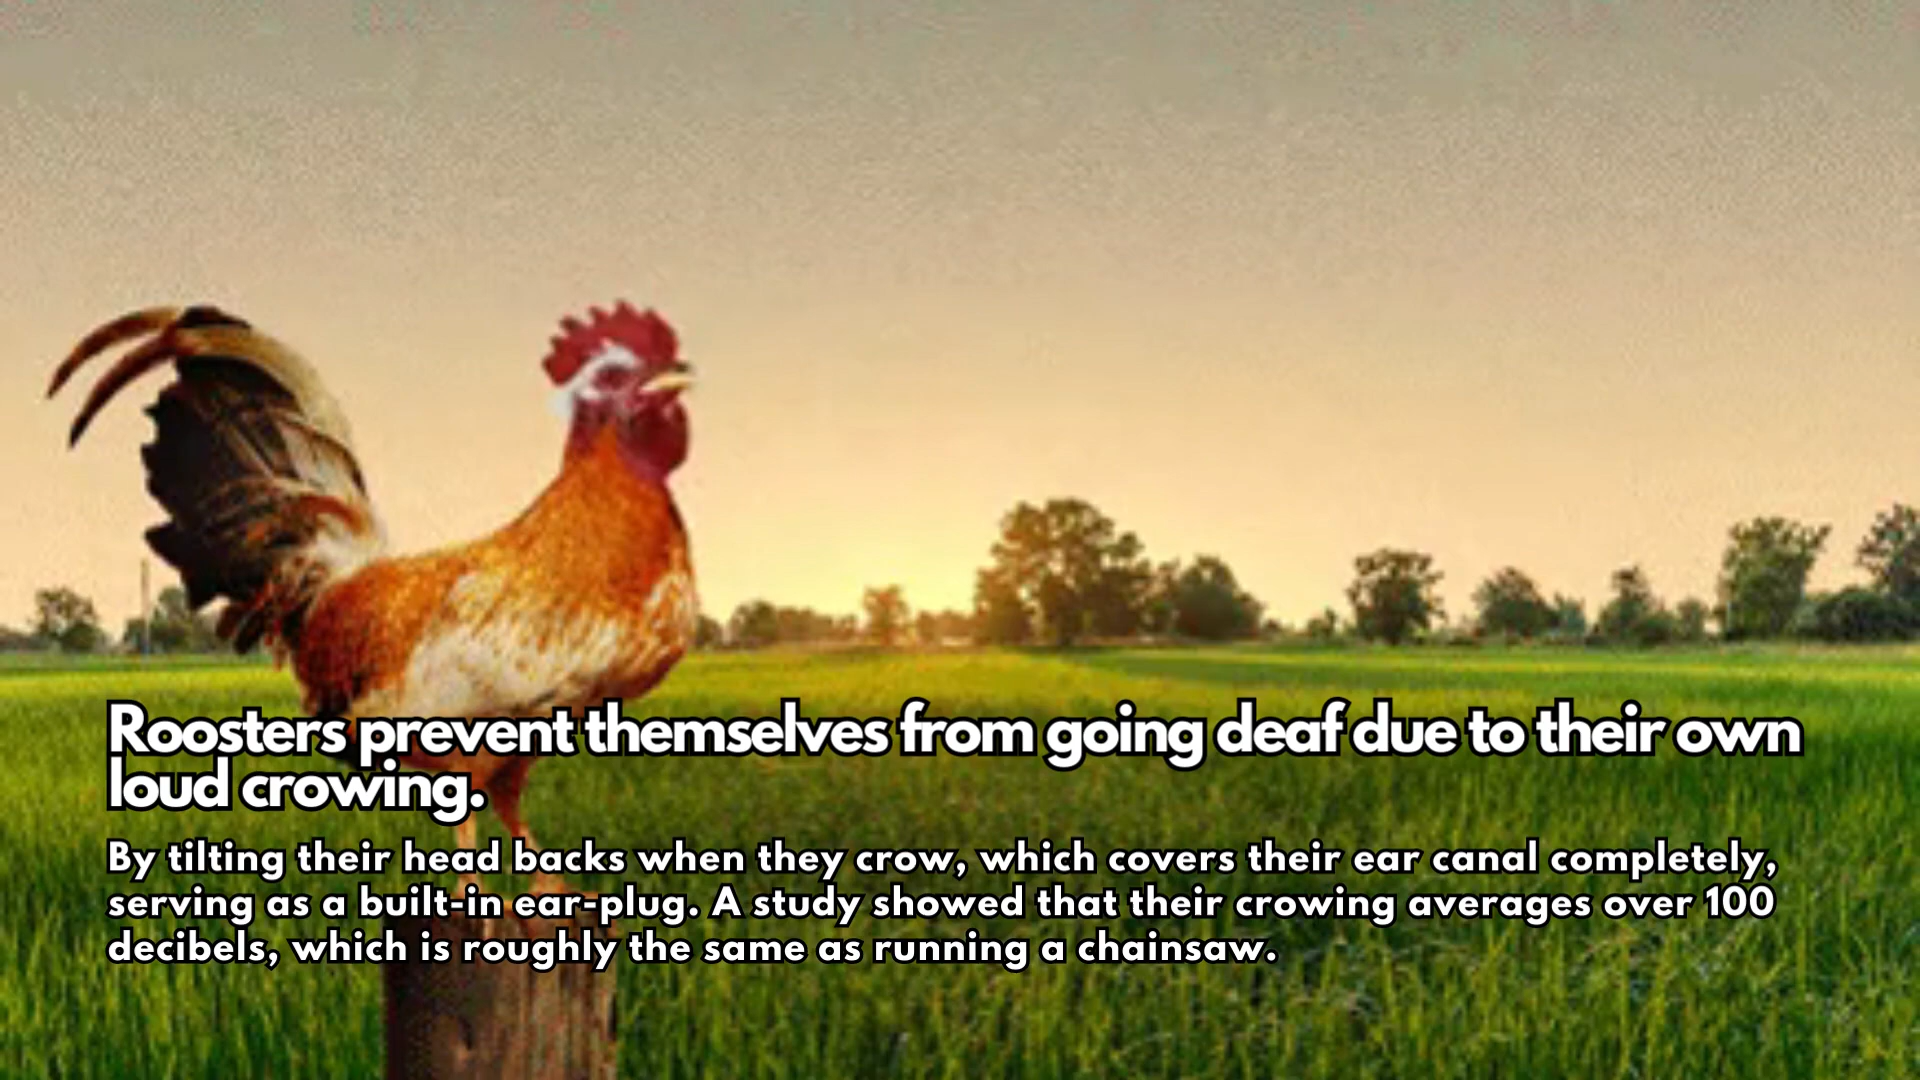 Roosters prevent themselves from going deaf due to their own
loud crowing.
By tilting their head backs when they crow, which covers their ear canal completely,
serving as a built-in ear-plug. A study showed that their crowing averages over 100
decibels, which is roughly the same as running a chainsaw.